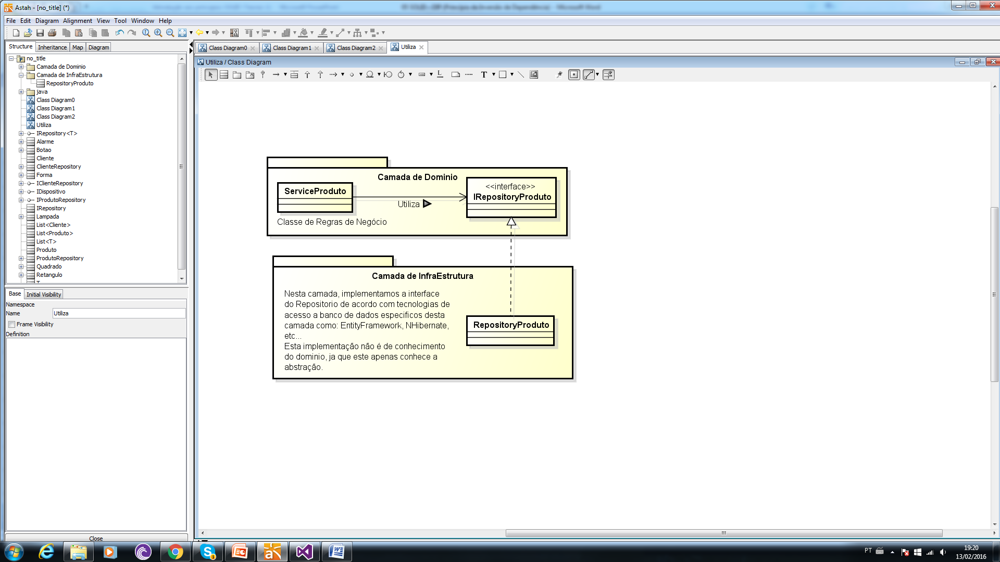 Astah - [no_title] (*)
File Edit Diagram Alignment View Tool Window Help
Structure Inheritance Map Diagram
no_title
Camada de Dominio
Camada de InfraEstrutura
RepositoryProduto
java
Class Diagram0
Class Diagram1
Class Diagram2
Utiliza
IRepository<T>
Alarme
Botao
Cliente
ClienteRepository
Forma
IClienteRepository
IDispositivo
IProdutoRepository
IRepository
Lampada
List<Cliente>
List<Produto>
List<T>
Produto
ProdutoRepository
Quadrado
Retangulo
Base Initial Visibility
Namespace
Name Utiliza
Frame Visibility
Definition
Close
Class Diagram0 Class Diagram1 Class Diagram2 Utiliza
Utiliza / Class Diagram
T
Camada de Dominio
ServiceProduto
Utiliza
<<interface>>
IRepositoryProduto
Classe de Regras de Negócio
Camada de InfraEstrutura
Nesta camada, implementamos a interface
do Repositorio de acordo com tecnologias de
acesso a banco de dados especificos desta
camada como: EntityFramework, NHibernate,
etc...
Esta implementação não é de conhecimento
do dominio, ja que este apenas conhece a
abstração.
RepositoryProduto
PT
19:20
13/02/2016